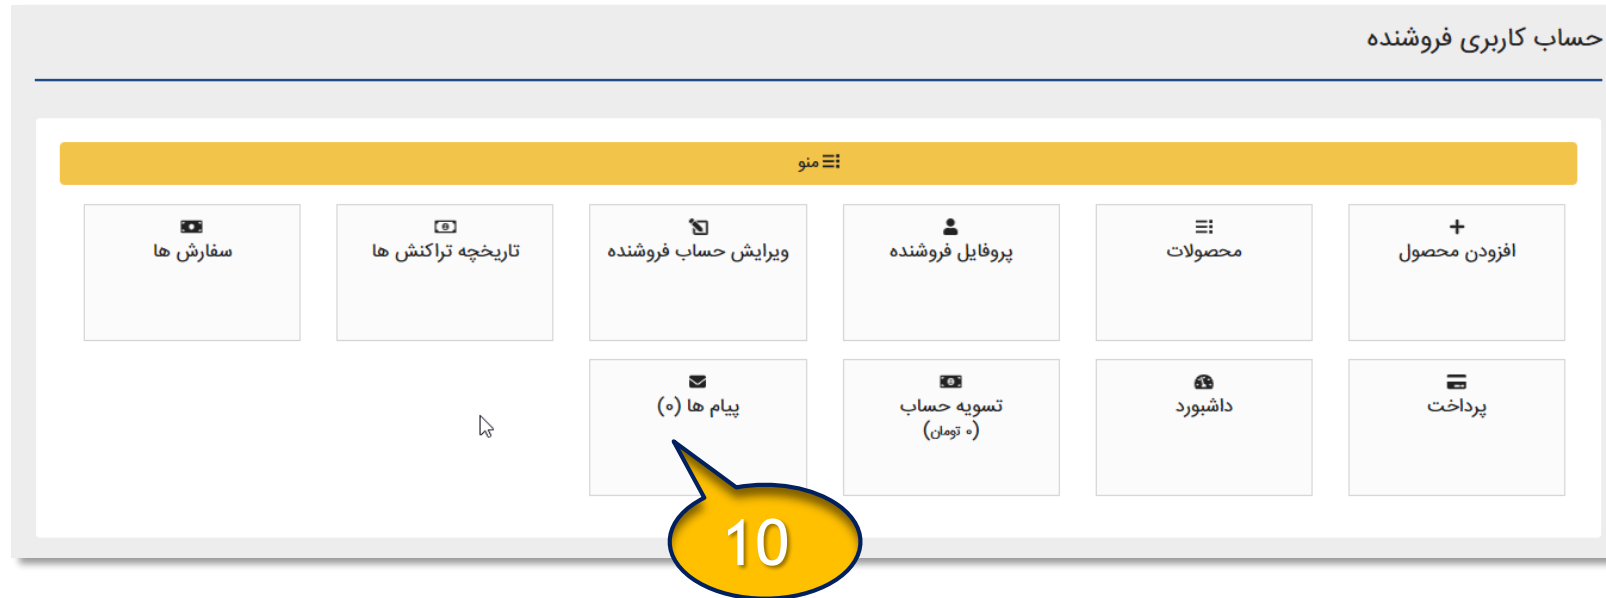 حساب کاربری فروشنده
منو
افزودن محصول
محصولات
پروفایل فروشنده
ویرایش حساب فروشنده
تاریخچه تراکنش ها
سفارش ها
پرداخت
داشبورد
تسویه حساب
(۰ تومان)
پیام ها (۰)
10